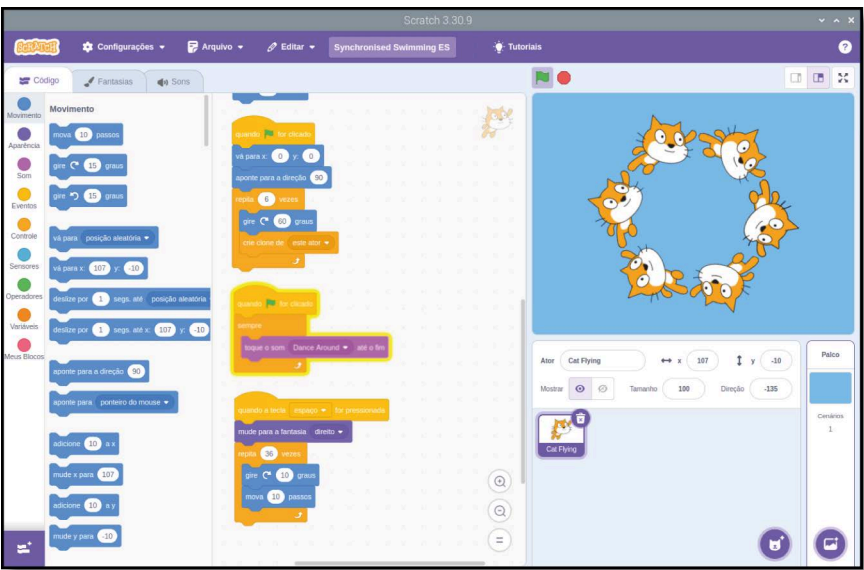 Scratch 3.30.9
SCRATCH
Configurações
Arquivo
Editar
Synchronised Swimming ES
Tutoriais
?
Código
Fantasias
Sons
Movimento
Aparência
Som
Eventos
Controle
Sensores
Operadores
Variáveis
Meus Blocos
Movimento
mova 10 passos
gire 15 graus
gire 15 graus
vá para posição aleatória
vá para x: 107 y: -10
deslize por 1 segs. até posição aleatória
deslize por 1 segs. até x: 107 y: -10
aponte para a direção 90
aponte para ponteiro do mouse
adicione 10 a x
mude x para 107
adicione 10 a y
mude y para -10
quando for clicado
vá para x: 0 y: 0
aponte para a direção 90
repita 6 vezes
gire 60 graus
crie clone de este ator
quando for clicado
sempre
toque o som Dance Around até o fim
quando a tecla espaço for pressionada
mude para a fantasia direito
repita 36 vezes
gire 10 graus
mova 10 passos
Ator Cat Flying x 107 y -10
Mostrar Tamanho 100 Direção -135
Cat Flying
Palco
Cenários
1